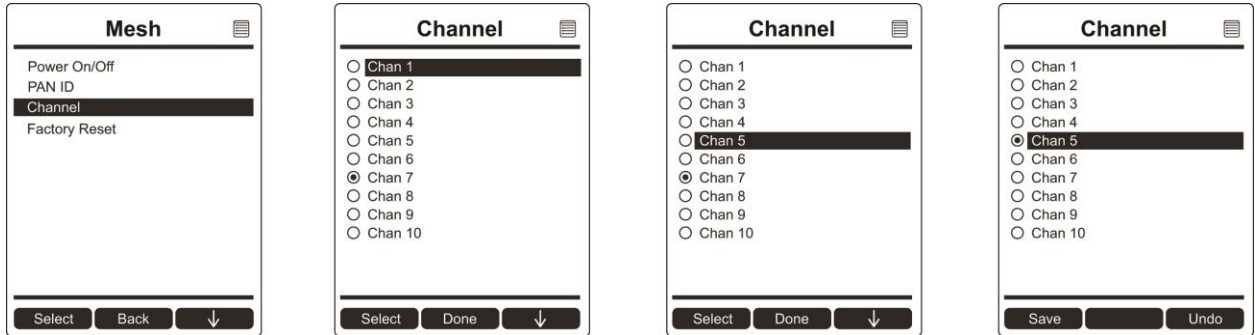 Mesh
Power On/Off
PAN ID
Channel
Factory Reset
Select Back ↓
Channel
Chan 1
Chan 2
Chan 3
Chan 4
Chan 5
Chan 6
Chan 7
Chan 8
Chan 9
Chan 10
Select Done ↓
Channel
Chan 1
Chan 2
Chan 3
Chan 4
Chan 5
Chan 6
Chan 7
Chan 8
Chan 9
Chan 10
Select Done ↓
Channel
Chan 1
Chan 2
Chan 3
Chan 4
Chan 5
Chan 6
Chan 7
Chan 8
Chan 9
Chan 10
Save Undo